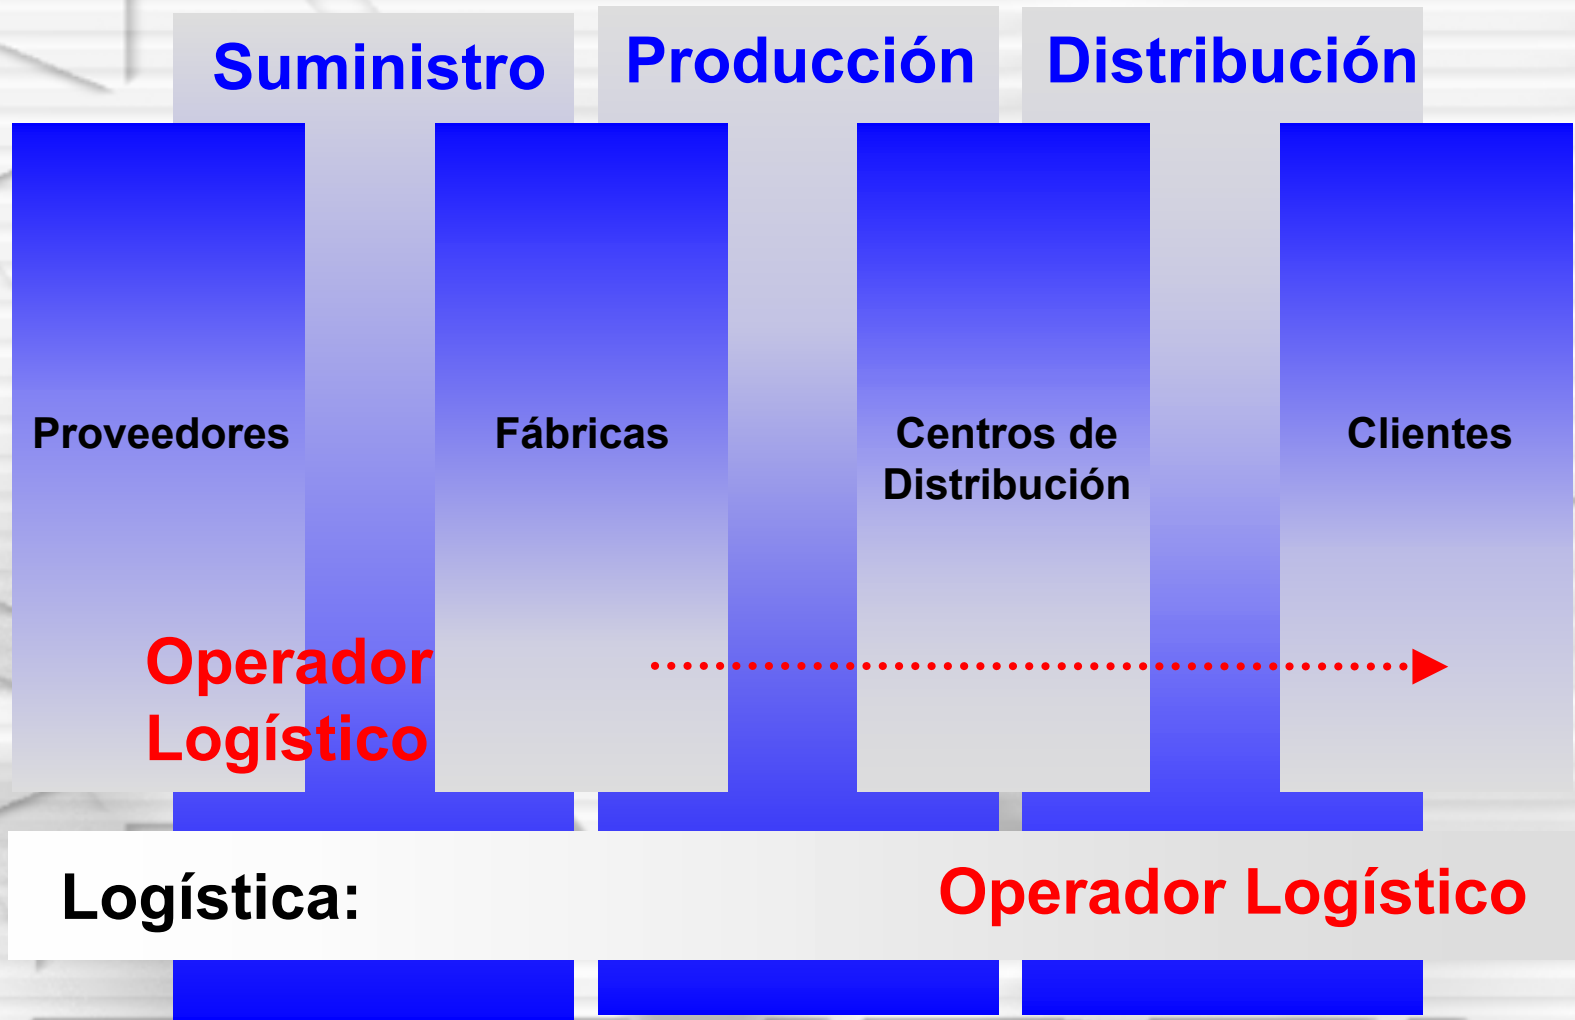 Suministro
Producción
Distribución
Proveedores
Fábricas
Centros de
Distribución
Clientes
Operador
Logístico
Logística:
Operador Logístico